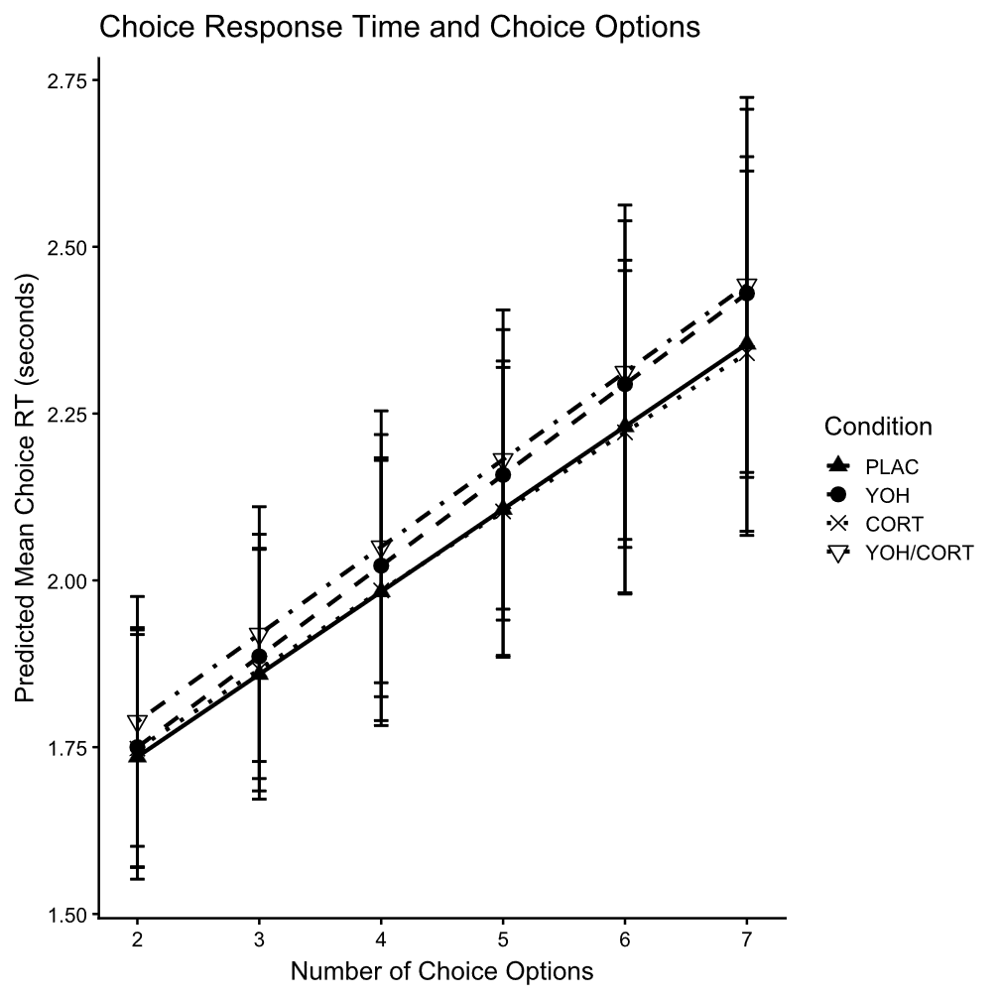 Choice Response Time and Choice Options
Predicted Mean Choice RT (seconds)
2.75
2.50
2.25
2.00
1.75
1.50
2 3 4 5 6 7
Number of Choice Options
Condition
PLAC
YOH
CORT
YOH/CORT